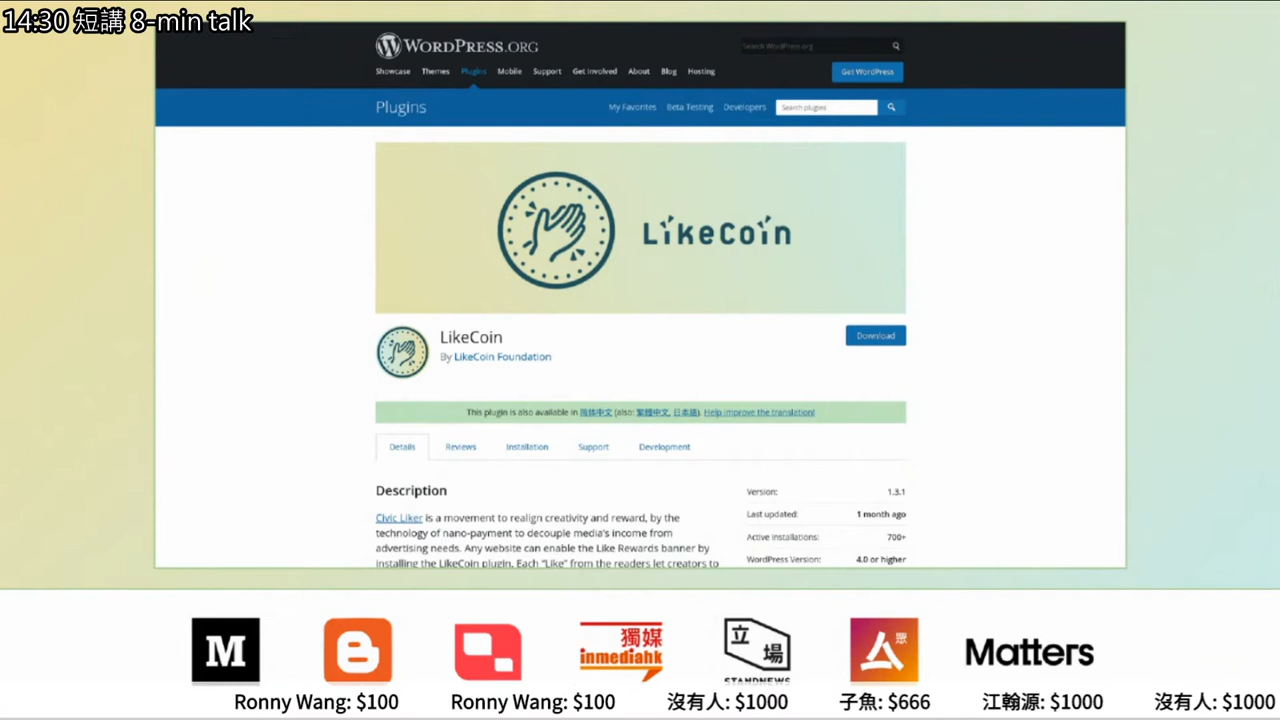 14:30 短講 8-min talk
WORDPRESS.ORG
Search WordPress.org
Showcase Themes Plugins Mobile Support Get Involved About Blog Hosting
Get WordPress
Plugins
My Favorites Beta Testing Developers
Search plugins
LikeCoin
LikeCoin
By LikeCoin Foundation
Download
This plugin is also available in 简体中文 (also: 繁體中文, 日本語). Help improve the translation!
Details Reviews Installation Support Development
Description
Civic Liker is a movement to realign creativity and reward, by the
technology of nano-payment to decouple media's income from
advertising needs. Any website can enable the Like Rewards banner by
installing the LikeCoin plugin. Each "Like" from the readers let creators to
Version: 1.3.1
Last updated: 1 month ago
Active installations: 700+
WordPress Version: 4.0 or higher
M
B
獨媒
inmediahk
立場
STANDNEWS
眾
Matters
Ronny Wang: $100 Ronny Wang: $100 沒有人: $1000 子魚: $666 江翰源: $1000 沒有人: $1000